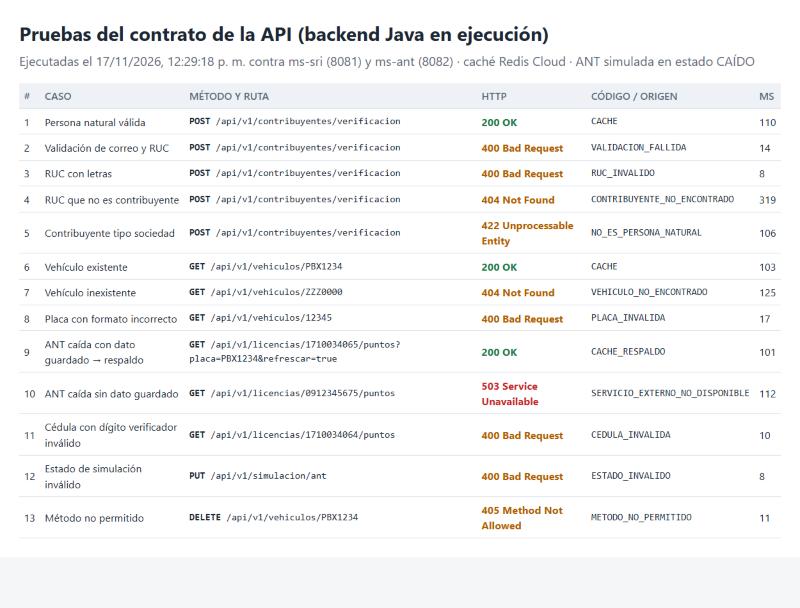 Pruebas del contrato de la API (backend Java en ejecución)
Ejecutadas el 17/11/2026, 12:29:18 p. m. contra ms-sri (8081) y ms-ant (8082) · caché Redis Cloud · ANT simulada en estado CAÍDO
# CASO MÉTODO Y RUTA HTTP CÓDIGO / ORIGEN MS
1 Persona natural válida POST /api/v1/contribuyentes/verificacion 200 OK CACHE 110
2 Validación de correo y RUC POST /api/v1/contribuyentes/verificacion 400 Bad Request VALIDACION_FALLIDA 14
3 RUC con letras POST /api/v1/contribuyentes/verificacion 400 Bad Request RUC_INVALIDO 8
4 RUC que no es contribuyente POST /api/v1/contribuyentes/verificacion 404 Not Found CONTRIBUYENTE_NO_ENCONTRADO 319
5 Contribuyente tipo sociedad POST /api/v1/contribuyentes/verificacion 422 Unprocessable
Entity NO_ES_PERSONA_NATURAL 106
6 Vehículo existente GET /api/v1/vehiculos/PBX1234 200 OK CACHE 103
7 Vehículo inexistente GET /api/v1/vehiculos/ZZZ0000 404 Not Found VEHICULO_NO_ENCONTRADO 125
8 Placa con formato incorrecto GET /api/v1/vehiculos/12345 400 Bad Request PLACA_INVALIDA 17
9 ANT caída con dato
guardado → respaldo GET /api/v1/licencias/1710034065/puntos?
placa=PBX1234&refrescar=true 200 OK CACHE_RESPALDO 101
10 ANT caída sin dato guardado GET /api/v1/licencias/0912345675/puntos 503 Service
Unavailable SERVICIO_EXTERNO_NO_DISPONIBLE 112
11 Cédula con dígito verificador
inválido GET /api/v1/licencias/1710034064/puntos 400 Bad Request CEDULA_INVALIDA 10
12 Estado de simulación
inválido PUT /api/v1/simulacion/ant 400 Bad Request ESTADO_INVALIDO 8
13 Método no permitido DELETE /api/v1/vehiculos/PBX1234 405 Method Not
Allowed METODO_NO_PERMITIDO 11